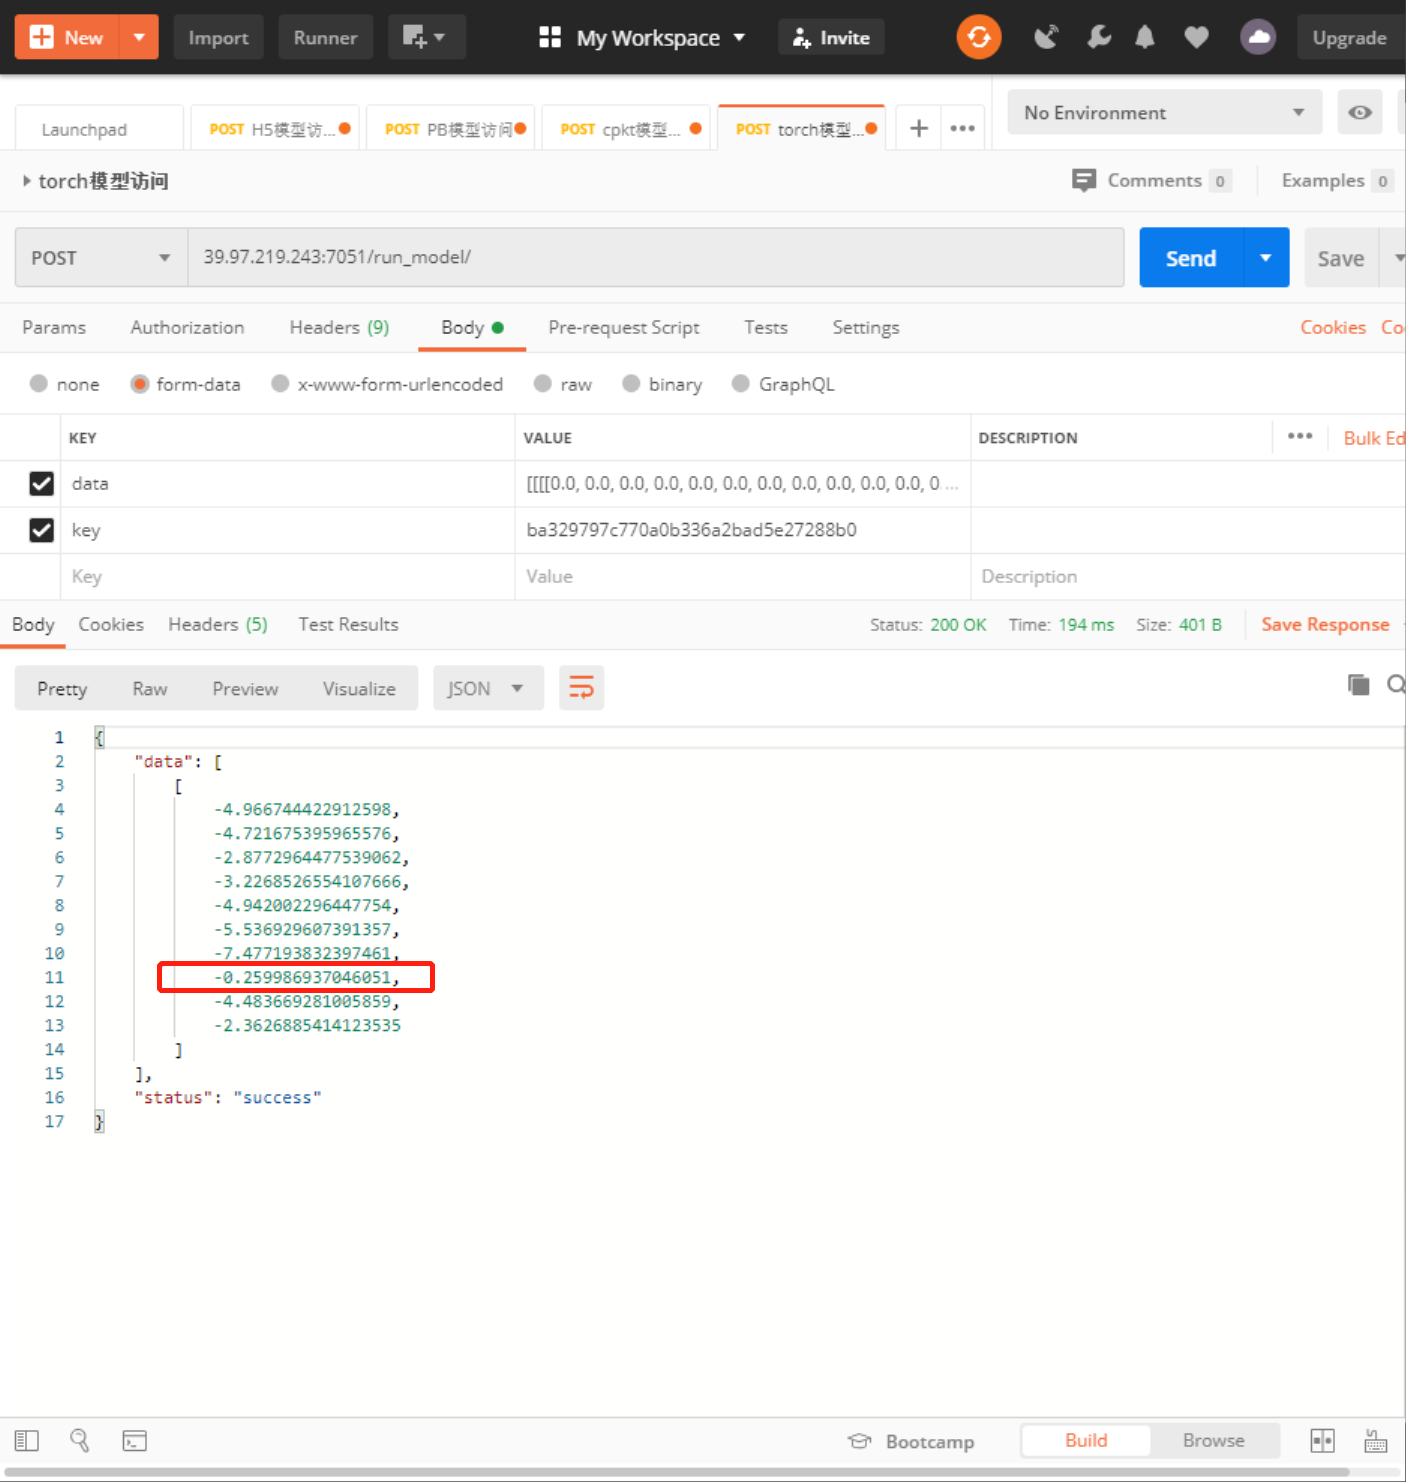 New Import Runner My Workspace Invite Upgrade
Launchpad POST H5模型访... POST PB模型访问 POST cpkt模型... POST torch模型... No Environment
torch模型访问 Comments 0 Examples 0
POST 39.97.219.243:7051/run_model/ Send Save
Params Authorization Headers (9) Body Pre-request Script Tests Settings Cookies Co
none form-data x-www-form-urlencoded raw binary GraphQL
KEY VALUE DESCRIPTION Bulk Ed
data [[[[0.0, 0.0, 0.0, 0.0, 0.0, 0.0, 0.0, 0.0, 0.0, 0.0, 0.0, 0....
key ba329797c770a0b336a2bad5e27288b0
Key Value Description
Body Cookies Headers (5) Test Results Status: 200 OK Time: 194 ms Size: 401 B Save Response
Pretty Raw Preview Visualize JSON
1 {
2 "data": [
3 [
4 -4.966744422912598,
5 -4.721675395965576,
6 -2.8772964477539062,
7 -3.2268526554107666,
8 -4.942002296447754,
9 -5.536929607391357,
10 -7.477193832397461,
11 -0.259986937046051,
12 -4.483669281005859,
13 -2.3626885414123535
14 ]
15 ],
16 "status": "success"
17 }
Bootcamp Build Browse